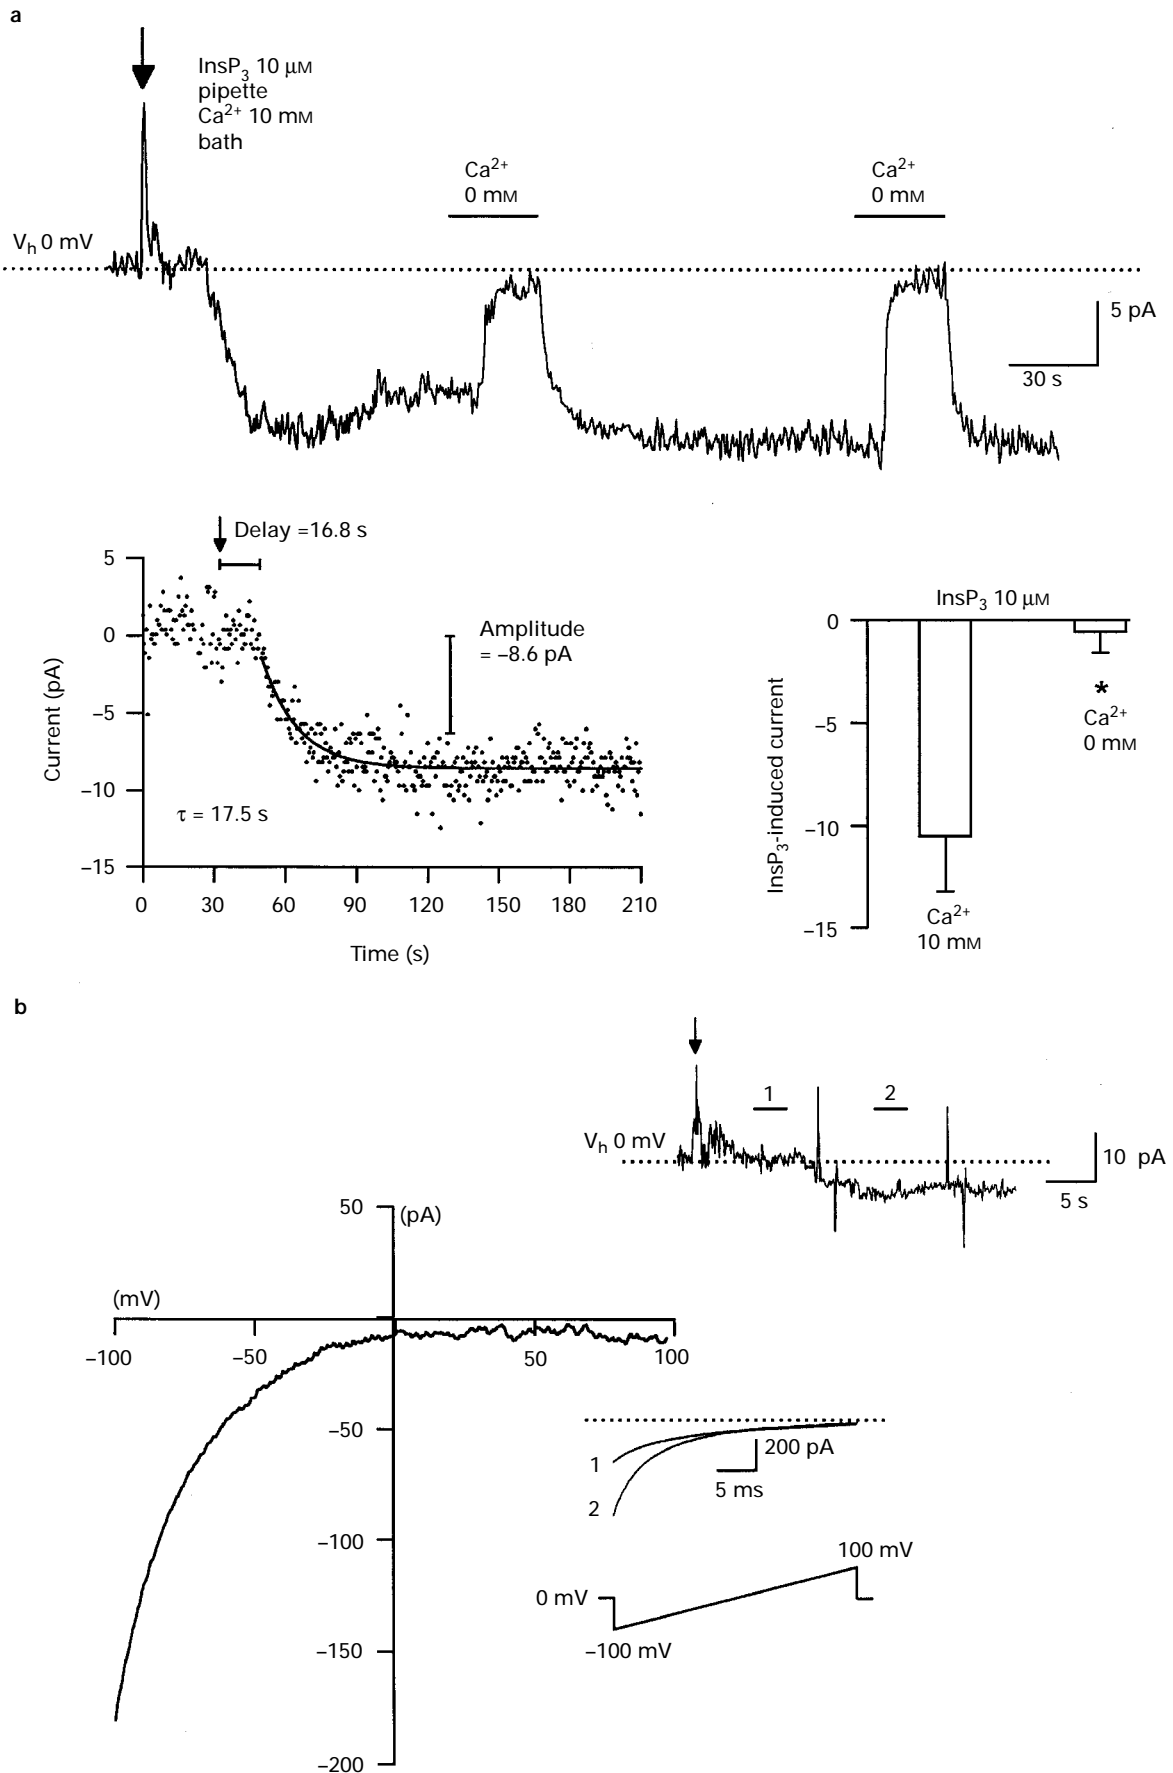 a
InsP3 10 μM
pipette
Ca2+ 10 mM
bath
Ca2+
0 mM
Ca2+
0 mM
Vh 0 mV
5 pA
30 s
Delay =16.8 s
5
0
−5
−10
−15
Current (pA)
Amplitude
= −8.6 pA
τ = 17.5 s
0 30 60 90 120 150 180 210
Time (s)
InsP3 10 μM
0
−5
−10
−15
InsP3-induced current
*
Ca2+
0 mM
Ca2+
10 mM
b
1 2
Vh 0 mV
10 pA
5 s
50
(pA)
(mV)
−100 −50 50 100
−50
−100
−150
−200
1
2
200 pA
5 ms
100 mV
0 mV
−100 mV